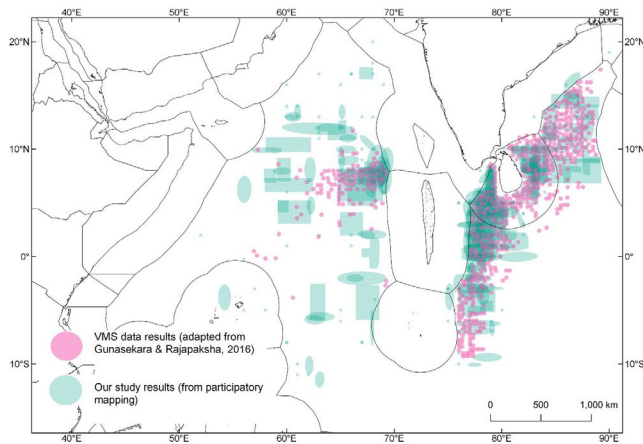 40°E 50°E 60°E 70°E 80°E 90°E
20°N 20°N
10°N 10°N
0° 0°
10°S 10°S
VMS data results (adapted from
Gunasekara & Rajapaksha, 2016)
Our study results (from participatory
mapping)
0 500 1,000 km
40°E 50°E 60°E 70°E 80°E 90°E